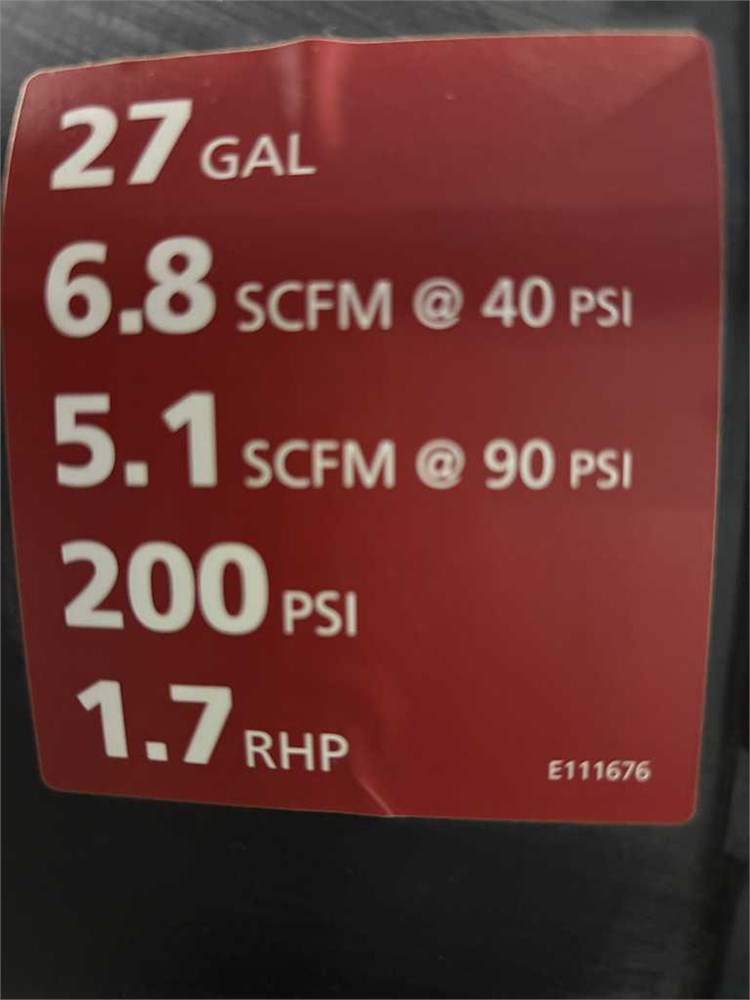 27 GAL
6.8 SCFM @ 40 PSI
5.1 SCFM @ 90 PSI
200 PSI
1.7 RHP
E111676